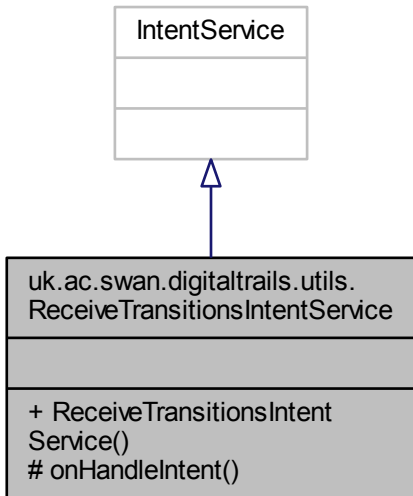 IntentService
uk.ac.swan.digitaltrails.utils.
ReceiveTransitionsIntentService
+ ReceiveTransitionsIntent
Service()
# onHandleIntent()